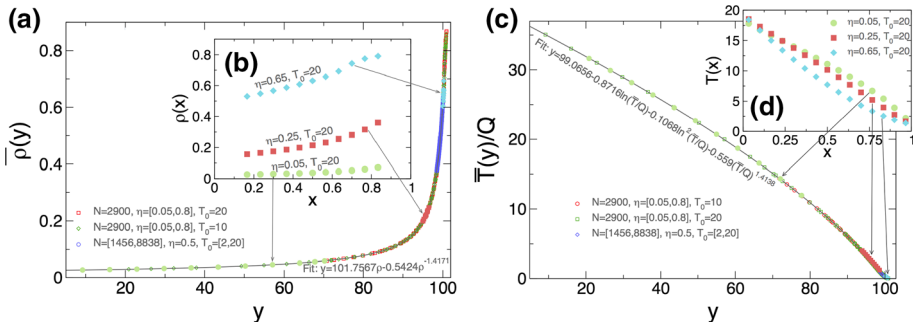 (a)
ρ(y)
0.8
0.6
0.4
0.2
0
20
40
60
80
100
y
N=2900, η=[0.05,0.8], T0=20
N=2900, η=[0.05,0.8], T0=10
N=[1456,8838], η=0.5, T0=[2,20]
Fit: y=101.7567ρ-0.5424ρ^-1.4171
(b)
ρ(x)
0.8
0.6
0.4
0.2
0
0
0.2
0.4
0.6
0.8
1
x
η=0.65, T0=20
η=0.25, T0=20
η=0.05, T0=20
(c)
T(y)/Q
30
20
10
0
20
40
60
80
100
y
Fit: y=99.0656-0.8716ln(T/Q)-0.1068ln^2(T/Q)-0.559(T/Q)^1.4138
N=2900, η=[0.05,0.8], T0=10
N=2900, η=[0.05,0.8], T0=20
N=[1456,8838], η=0.5, T0=[2,20]
(d)
T(x)
20
15
10
5
0
0
0.25
0.5
0.75
1
x
η=0.05, T0=20
η=0.25, T0=20
η=0.65, T0=20